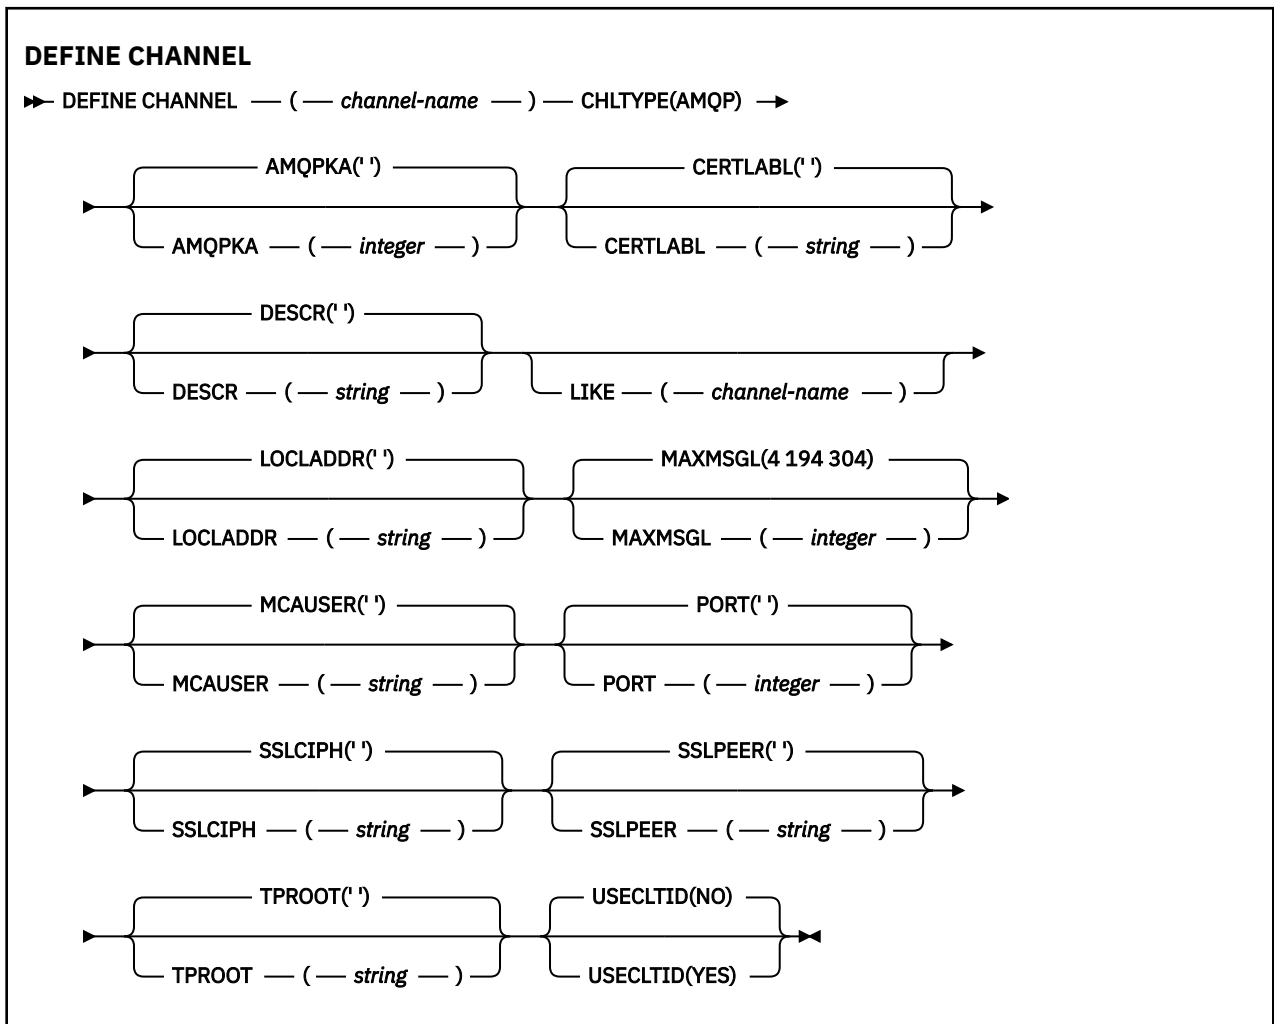 DEFINE CHANNEL
DEFINE CHANNEL ( channel-name ) CHLTYPE(AMQP)
AMQPKA(' ') CERTLABL(' ')
AMQPKA ( integer ) CERTLABL ( string )
DESCR(' ')
DESCR ( string ) LIKE ( channel-name )
LOCLADDR(' ') MAXMSGL(4 194 304)
LOCLADDR ( string ) MAXMSGL ( integer )
MCAUSER(' ') PORT(' ')
MCAUSER ( string ) PORT ( integer )
SSLCIPH(' ') SSLPEER(' ')
SSLCIPH ( string ) SSLPEER ( string )
TPROOT(' ') USECLTID(NO)
TPROOT ( string ) USECLTID(YES)